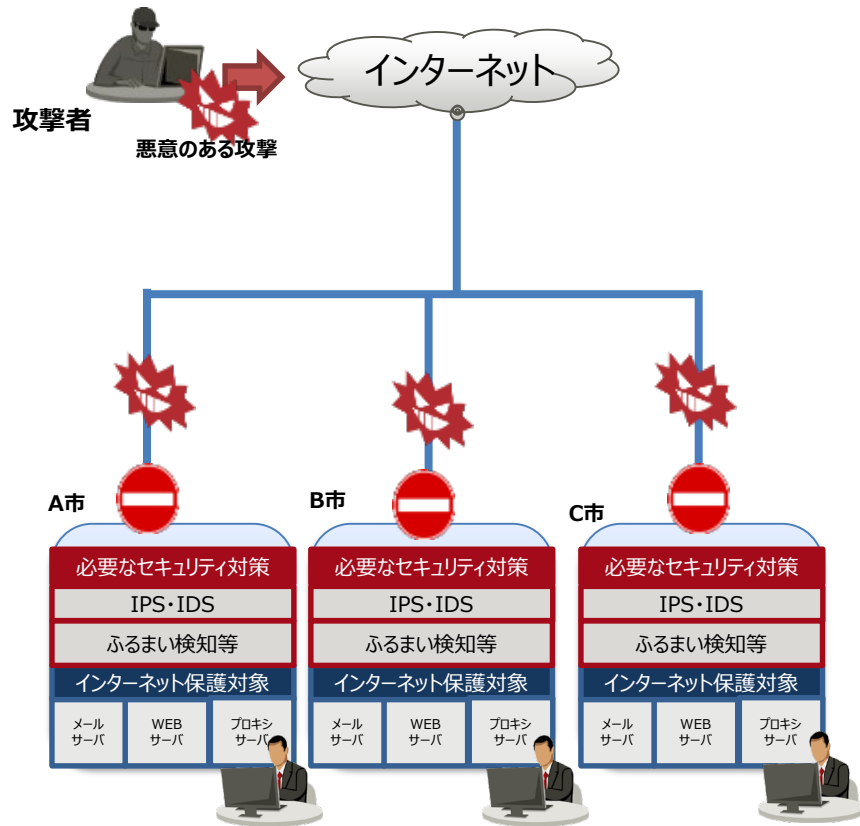 インターネット
攻撃者
悪意のある攻撃
A市
B市
C市
必要なセキュリティ対策
IPS・IDS
ふるまい検知等
インターネット保護対象
メール
サーバ
WEB
サーバ
プロキシ
サーバ
必要なセキュリティ対策
IPS・IDS
ふるまい検知等
インターネット保護対象
メール
サーバ
WEB
サーバ
プロキシ
サーバ
必要なセキュリティ対策
IPS・IDS
ふるまい検知等
インターネット保護対象
メール
サーバ
WEB
サーバ
プロキシ
サーバ